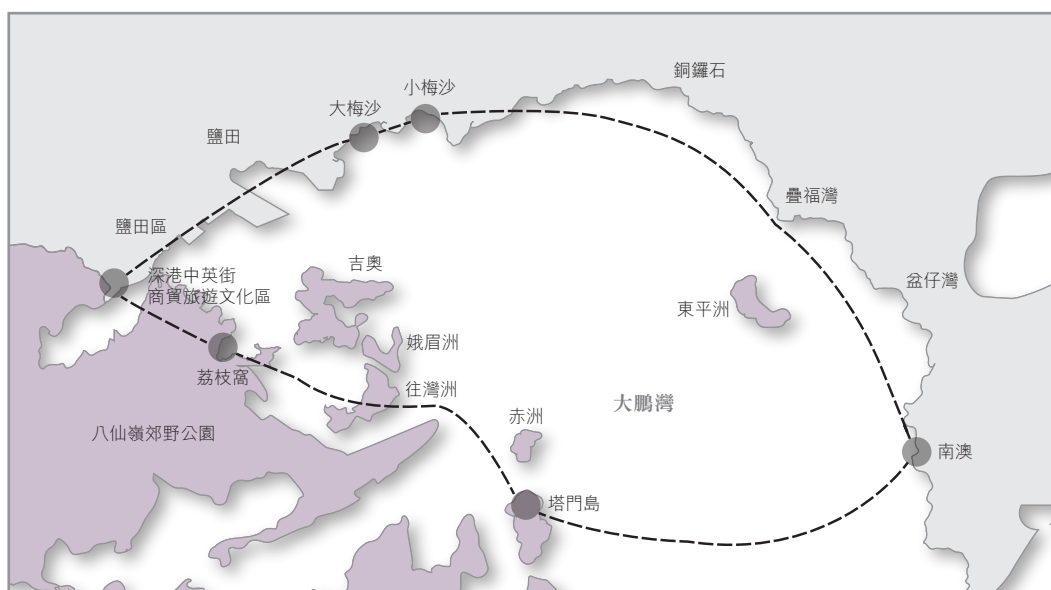 銅鑼石
小梅沙
大梅沙
鹽田
疊福灣
鹽田區
吉奧
深港中英街
商貿旅遊文化區
盆仔灣
東平洲
娥眉洲
荔枝窩
往灣洲
大鵬灣
赤洲
八仙嶺郊野公園
南澳
塔門島